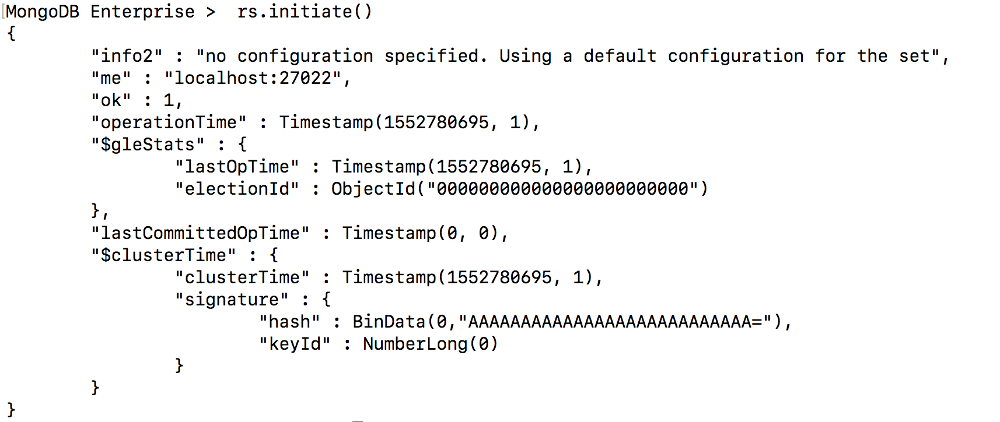 MongoDB Enterprise >  rs.initiate()
{
        "info2" : "no configuration specified. Using a default configuration for the set",
        "me" : "localhost:27022",
        "ok" : 1,
        "operationTime" : Timestamp(1552780695, 1),
        "$gleStats" : {
                "lastOpTime" : Timestamp(1552780695, 1),
                "electionId" : ObjectId("000000000000000000000000")
        },
        "lastCommittedOpTime" : Timestamp(0, 0),
        "$clusterTime" : {
                "clusterTime" : Timestamp(1552780695, 1),
                "signature" : {
                        "hash" : BinData(0,"AAAAAAAAAAAAAAAAAAAAAAAAAAA="),
                        "keyId" : NumberLong(0)
                }
        }
}